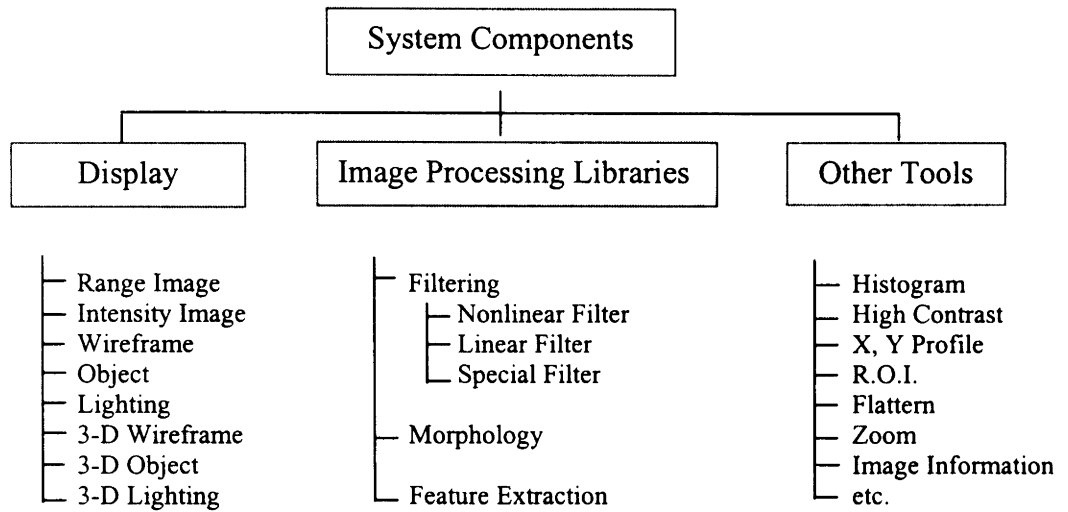 System Components
Display
Image Processing Libraries
Other Tools
Range Image
Intensity Image
Wireframe
Object
Lighting
3-D Wireframe
3-D Object
3-D Lighting
Filtering
Nonlinear Filter
Linear Filter
Special Filter
Morphology
Feature Extraction
Histogram
High Contrast
X, Y Profile
R.O.I.
Flattern
Zoom
Image Information
etc.